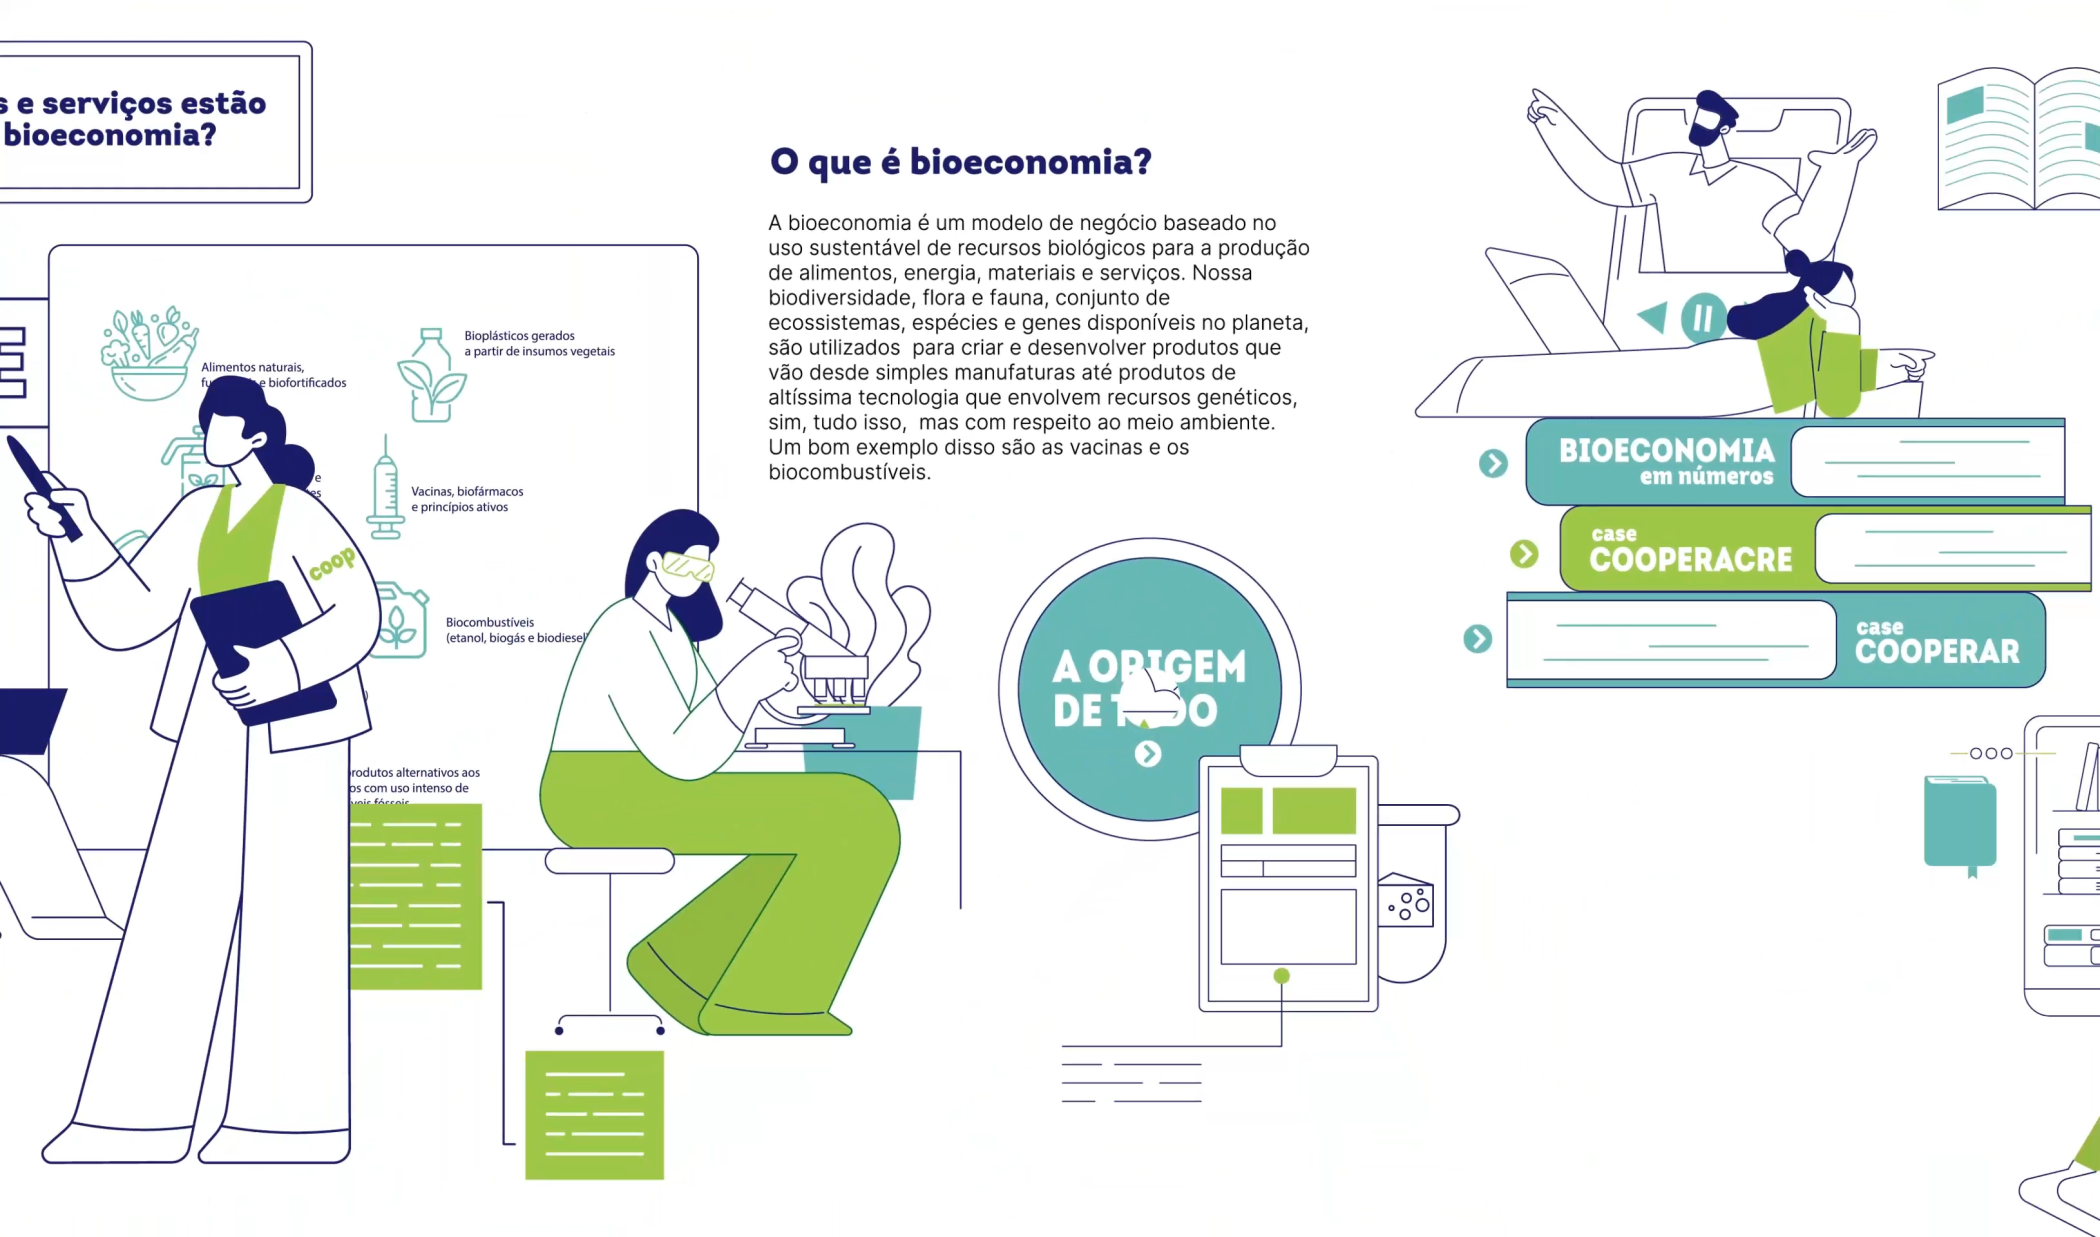 s e serviços estão
bioeconomia?
E
Alimentos naturais,
e biofortificados
Bioplásticos gerados
a partir de insumos vegetais
e
es
Vacinas, biofármacos
e princípios ativos
coop
Biocombustíveis
(etanol, biogás e biodiesel
rodutos alternativos aos
os com uso intenso de
O que é bioeconomia?
A bioeconomia é um modelo de negócio baseado no
uso sustentável de recursos biológicos para a produção
de alimentos, energia, materiais e serviços. Nossa
biodiversidade, flora e fauna, conjunto de
ecossistemas, espécies e genes disponíveis no planeta,
são utilizados para criar e desenvolver produtos que
vão desde simples manufaturas até produtos de
altíssima tecnologia que envolvem recursos genéticos,
sim, tudo isso, mas com respeito ao meio ambiente.
Um bom exemplo disso são as vacinas e os
biocombustíveis.
A ORIGEM
DE TUDO
BIOECONOMIA
em números
case
COOPERACRE
case
COOPERAR